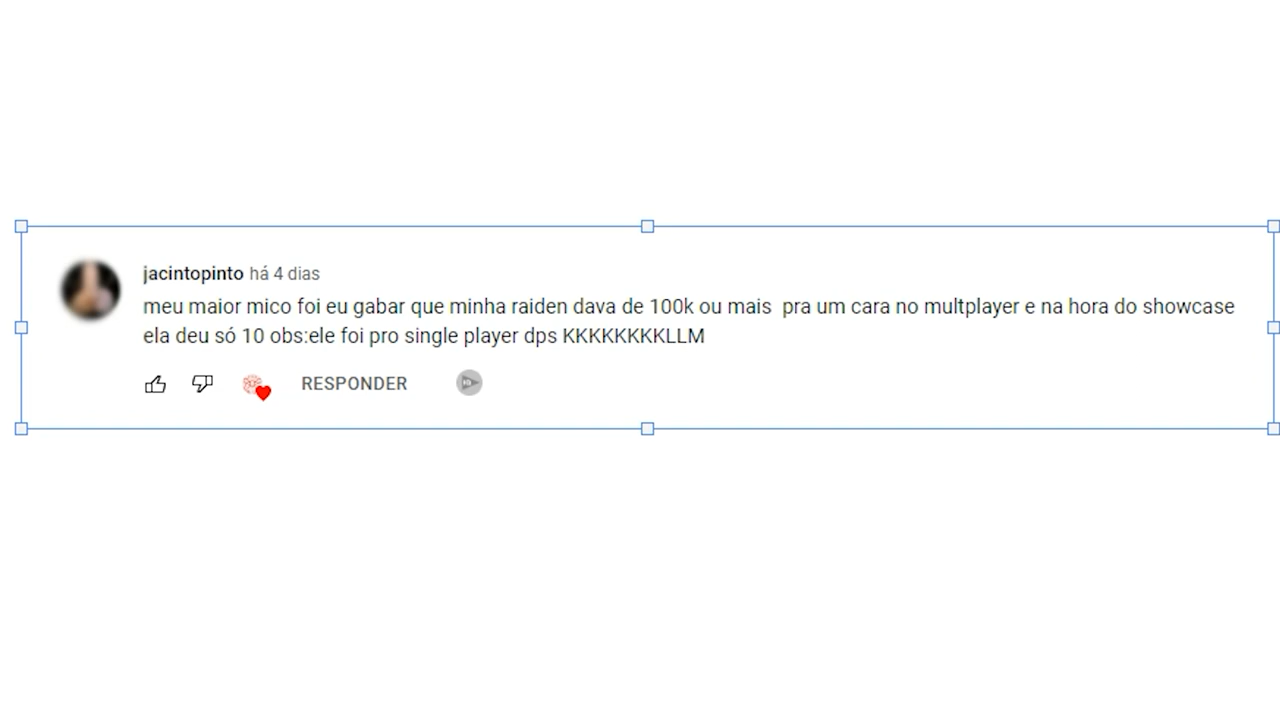 jacintopinto há 4 dias
meu maior mico foi eu gabar que minha raiden dava de 100k ou mais pra um cara no multplayer e na hora do showcase
ela deu só 10 obs:ele foi pro single player dps KKKKKKKKLLM
RESPONDER